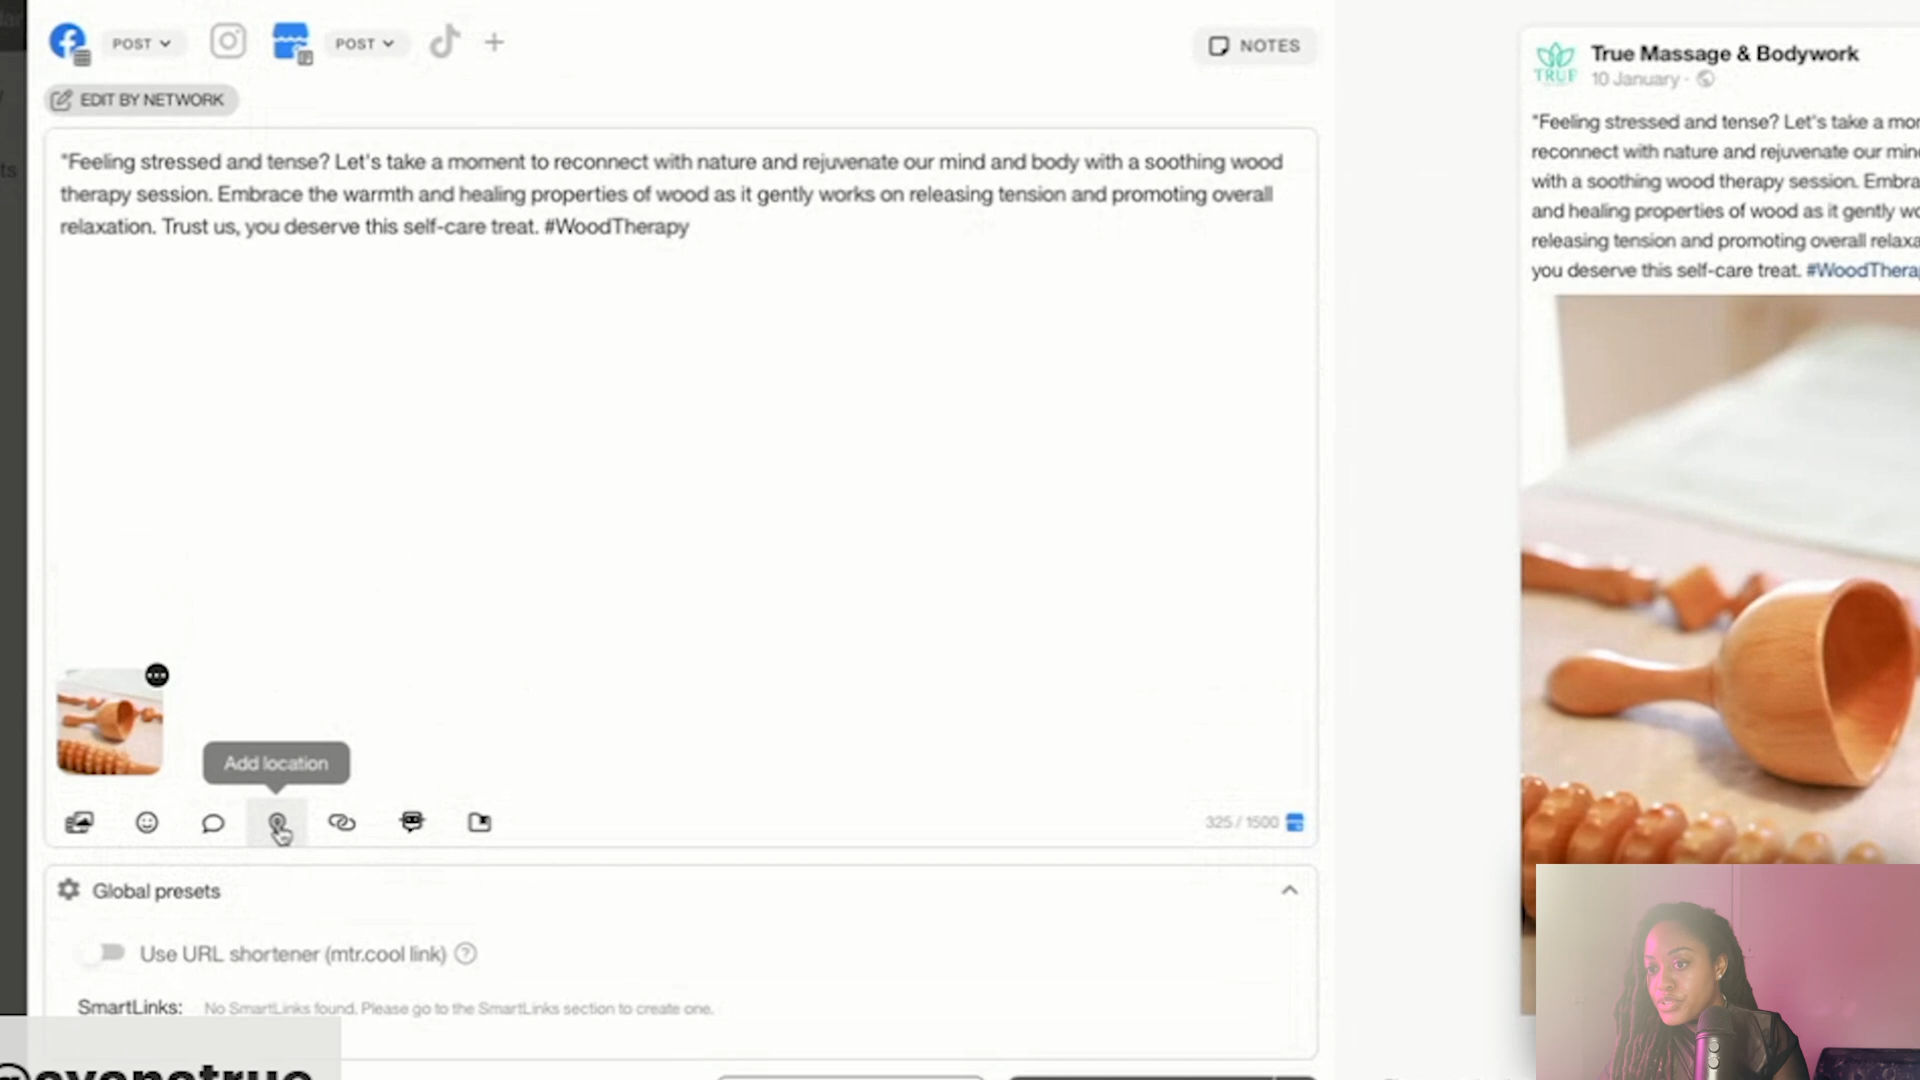 POST
POST
NOTES
EDIT BY NETWORK
"Feeling stressed and tense? Let's take a moment to reconnect with nature and rejuvenate our mind and body with a soothing wood
therapy session. Embrace the warmth and healing properties of wood as it gently works on releasing tension and promoting overall
relaxation. Trust us, you deserve this self-care treat. #WoodTherapy
Add location
325 / 1500
Global presets
Use URL shortener (mtr.cool link) ?
SmartLinks: No SmartLinks found. Please go to the SmartLinks section to create one.
TRUE
True Massage & Bodywork
10 January ·
"Feeling stressed and tense? Let's take a mo
reconnect with nature and rejuvenate our min
with a soothing wood therapy session. Embra
and healing properties of wood as it gently wo
releasing tension and promoting overall relaxa
you deserve this self-care treat. #WoodThera